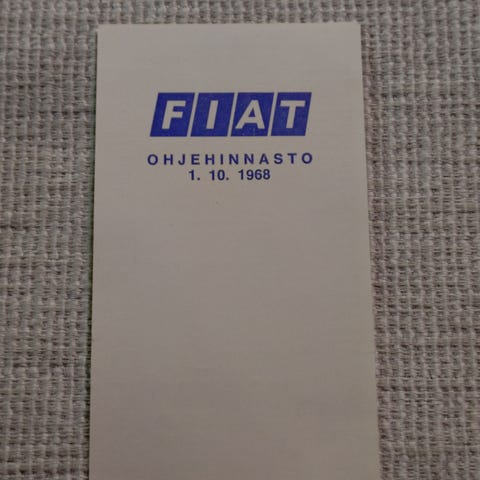 FIAT
OHJEHINNASTO
1. 10. 1968